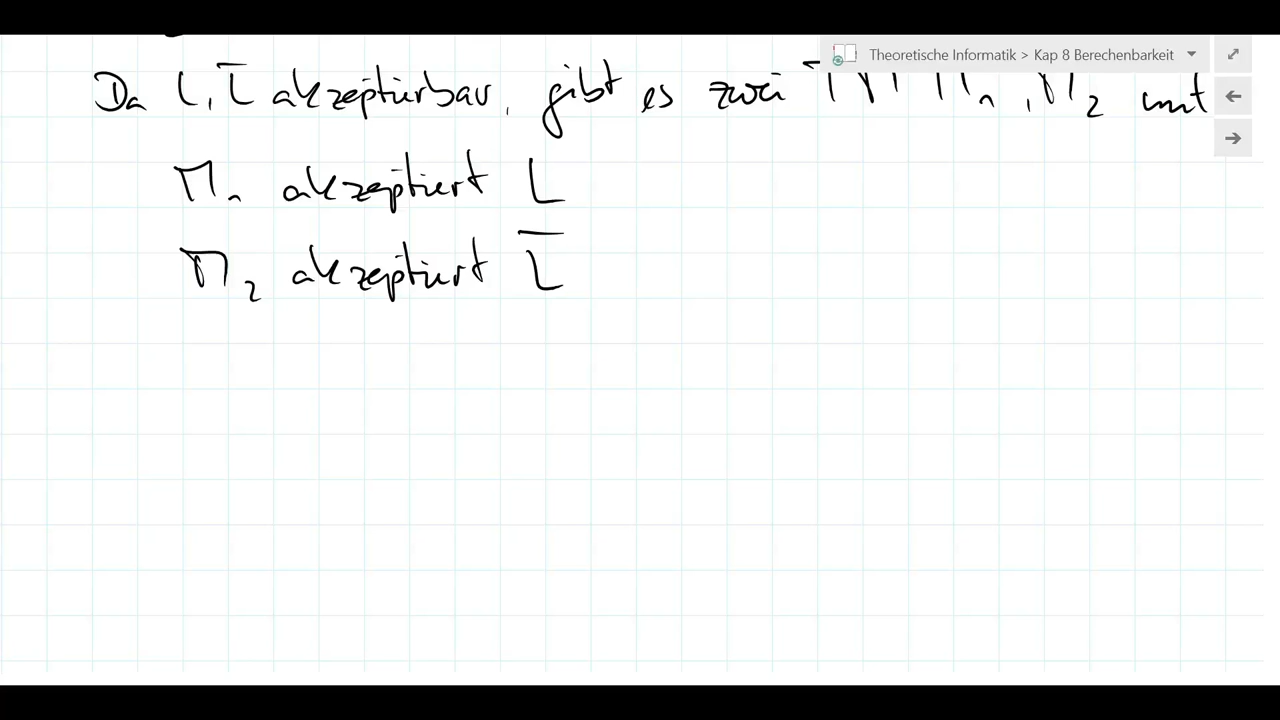 Theoretische Informatik > Kap 8 Berechenbarkeit
Da L, L̅ akzeptierbar, gibt es zwei TM M₁, M₂ mit
M₁ akzeptiert L
M₂ akzeptiert L̅